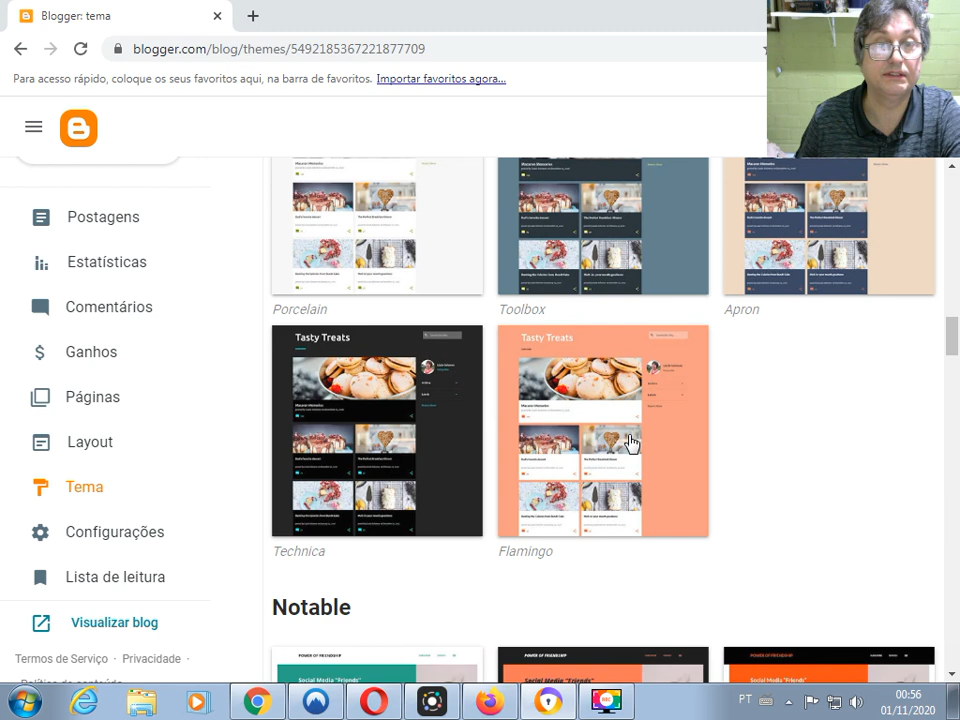 Blogger: tema
blogger.com/blog/themes/5492185367221877709
Para acesso rápido, coloque os seus favoritos aqui, na barra de favoritos. Importar favoritos agora...
Postagens
Estatísticas
Comentários
Ganhos
Páginas
Layout
Tema
Configurações
Lista de leitura
Visualizar blog
Termos de Serviço · Privacidade ·
Porcelain
Toolbox
Apron
Tasty Treats
Tasty Treats
Technica
Flamingo
Notable
POWER OF FRIENDSHIP
Social Media "Friends"
POWER OF FRIENDSHIP
Social Media "Friends"
POWER OF FRIENDSHIP
Social Media "Friends"
PT
00:56
01/11/2020